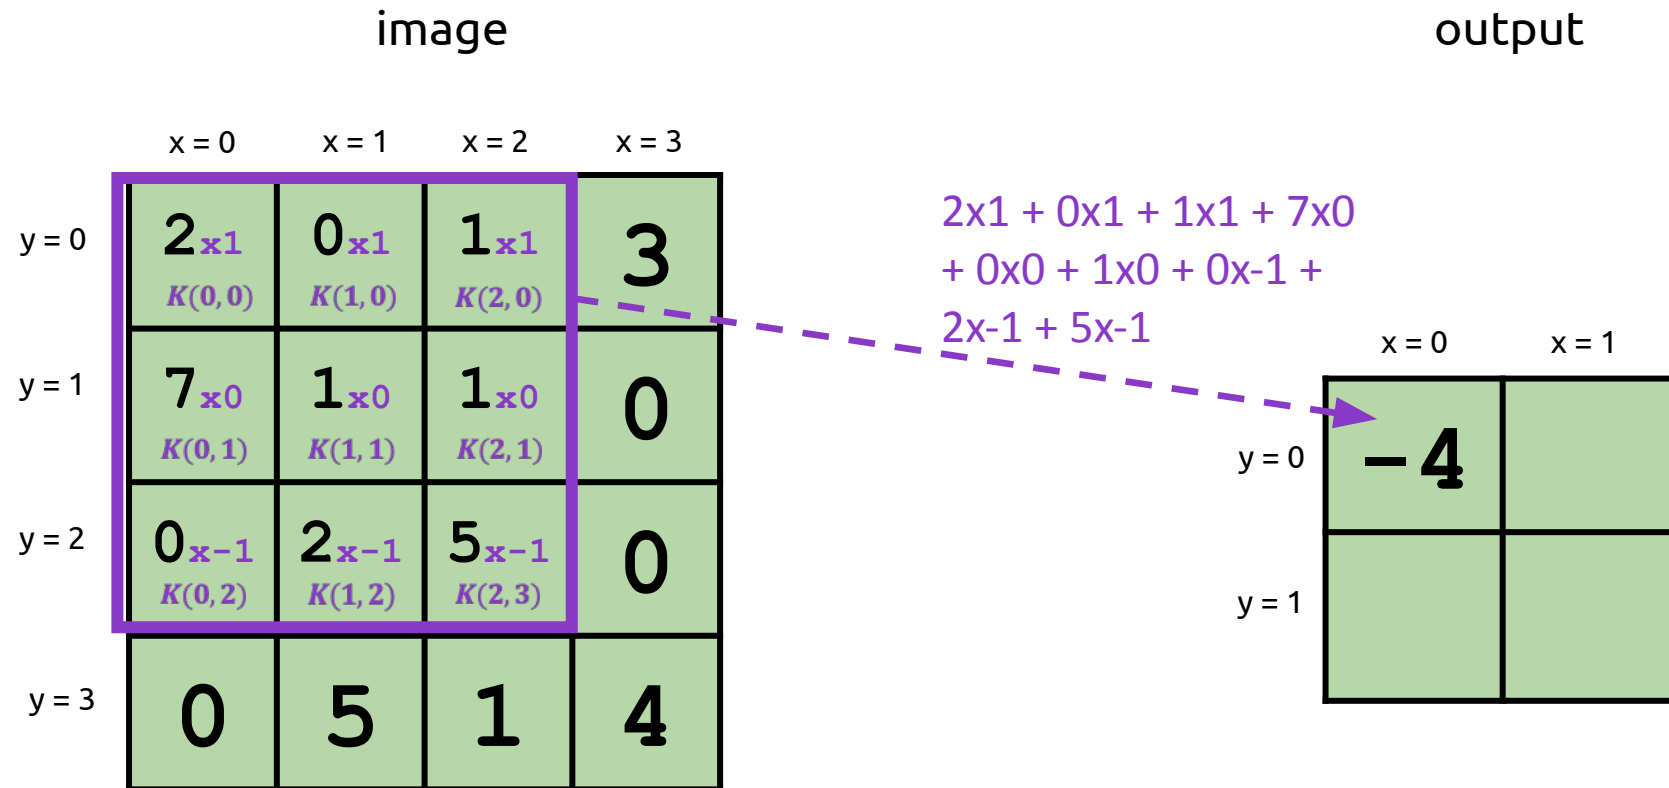 image
output
x = 0 x = 1 x = 2 x = 3
y = 0
2x1 0x1 1x1 3
K(0,0) K(1,0) K(2,0)
y = 1
7x0 1x0 1x0 0
K(0,1) K(1,1) K(2,1)
y = 2
0x-1 2x-1 5x-1 0
K(0,2) K(1,2) K(2,3)
y = 3
0 5 1 4
2x1 + 0x1 + 1x1 + 7x0
+ 0x0 + 1x0 + 0x-1 +
2x-1 + 5x-1
x = 0 x = 1
y = 0
-4
y = 1